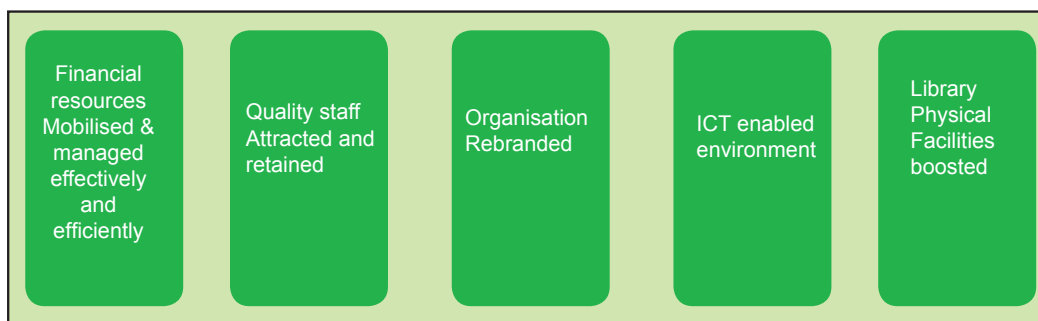 Financial
resources
Mobilised &
managed
effectively
and
efficiently
Quality staff
Attracted and
retained
Organisation
Rebranded
ICT enabled
environment
Library
Physical
Facilities
boosted